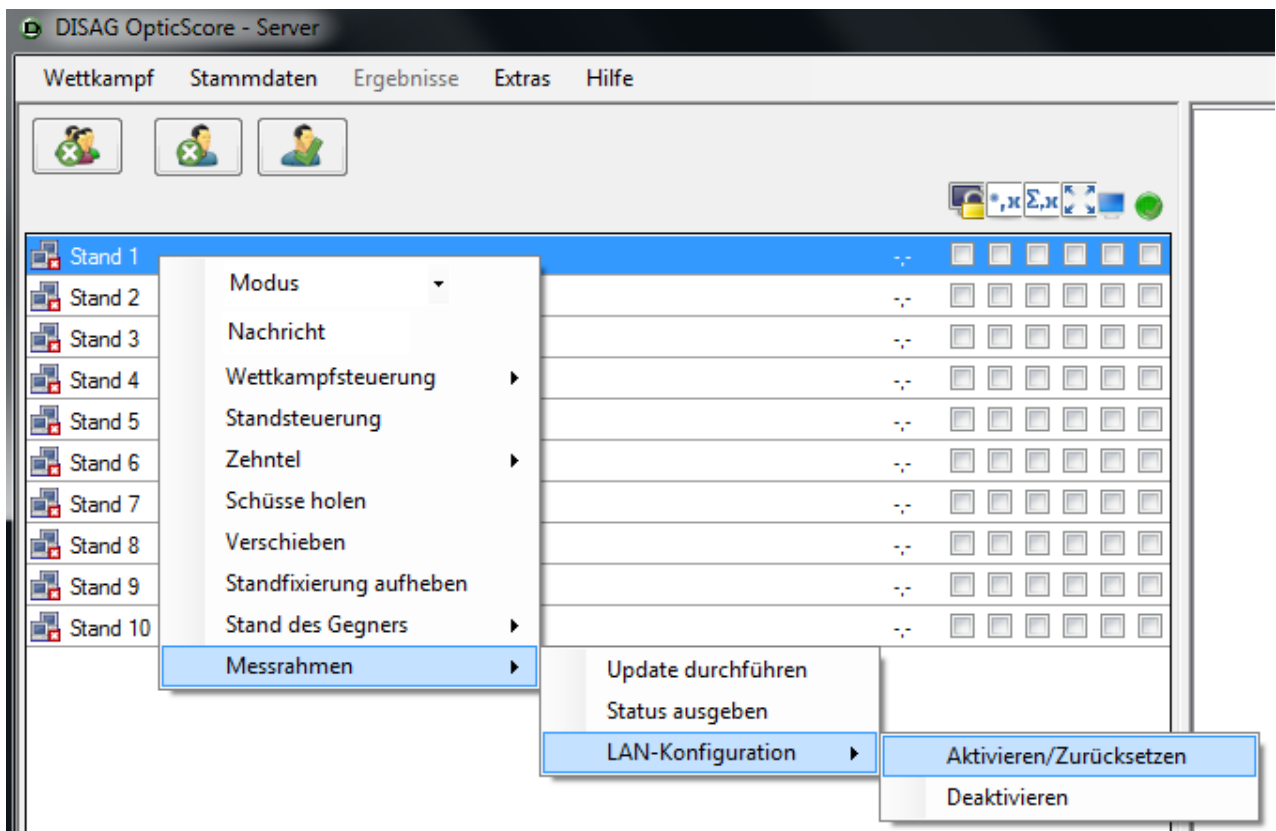 DISAG OpticScore - Server
Wettkampf Stammdaten Ergebnisse Extras Hilfe
*,x Σ,x
Stand 1 -,-
Stand 2 -,-
Stand 3 -,-
Stand 4 -,-
Stand 5 -,-
Stand 6 -,-
Stand 7 -,-
Stand 8 -,-
Stand 9 -,-
Stand 10 -,-
Modus
Nachricht
Wettkampfsteuerung
Standsteuerung
Zehntel
Schüsse holen
Verschieben
Standfixierung aufheben
Stand des Gegners
Messrahmen
Update durchführen
Status ausgeben
LAN-Konfiguration
Aktivieren/Zurücksetzen
Deaktivieren